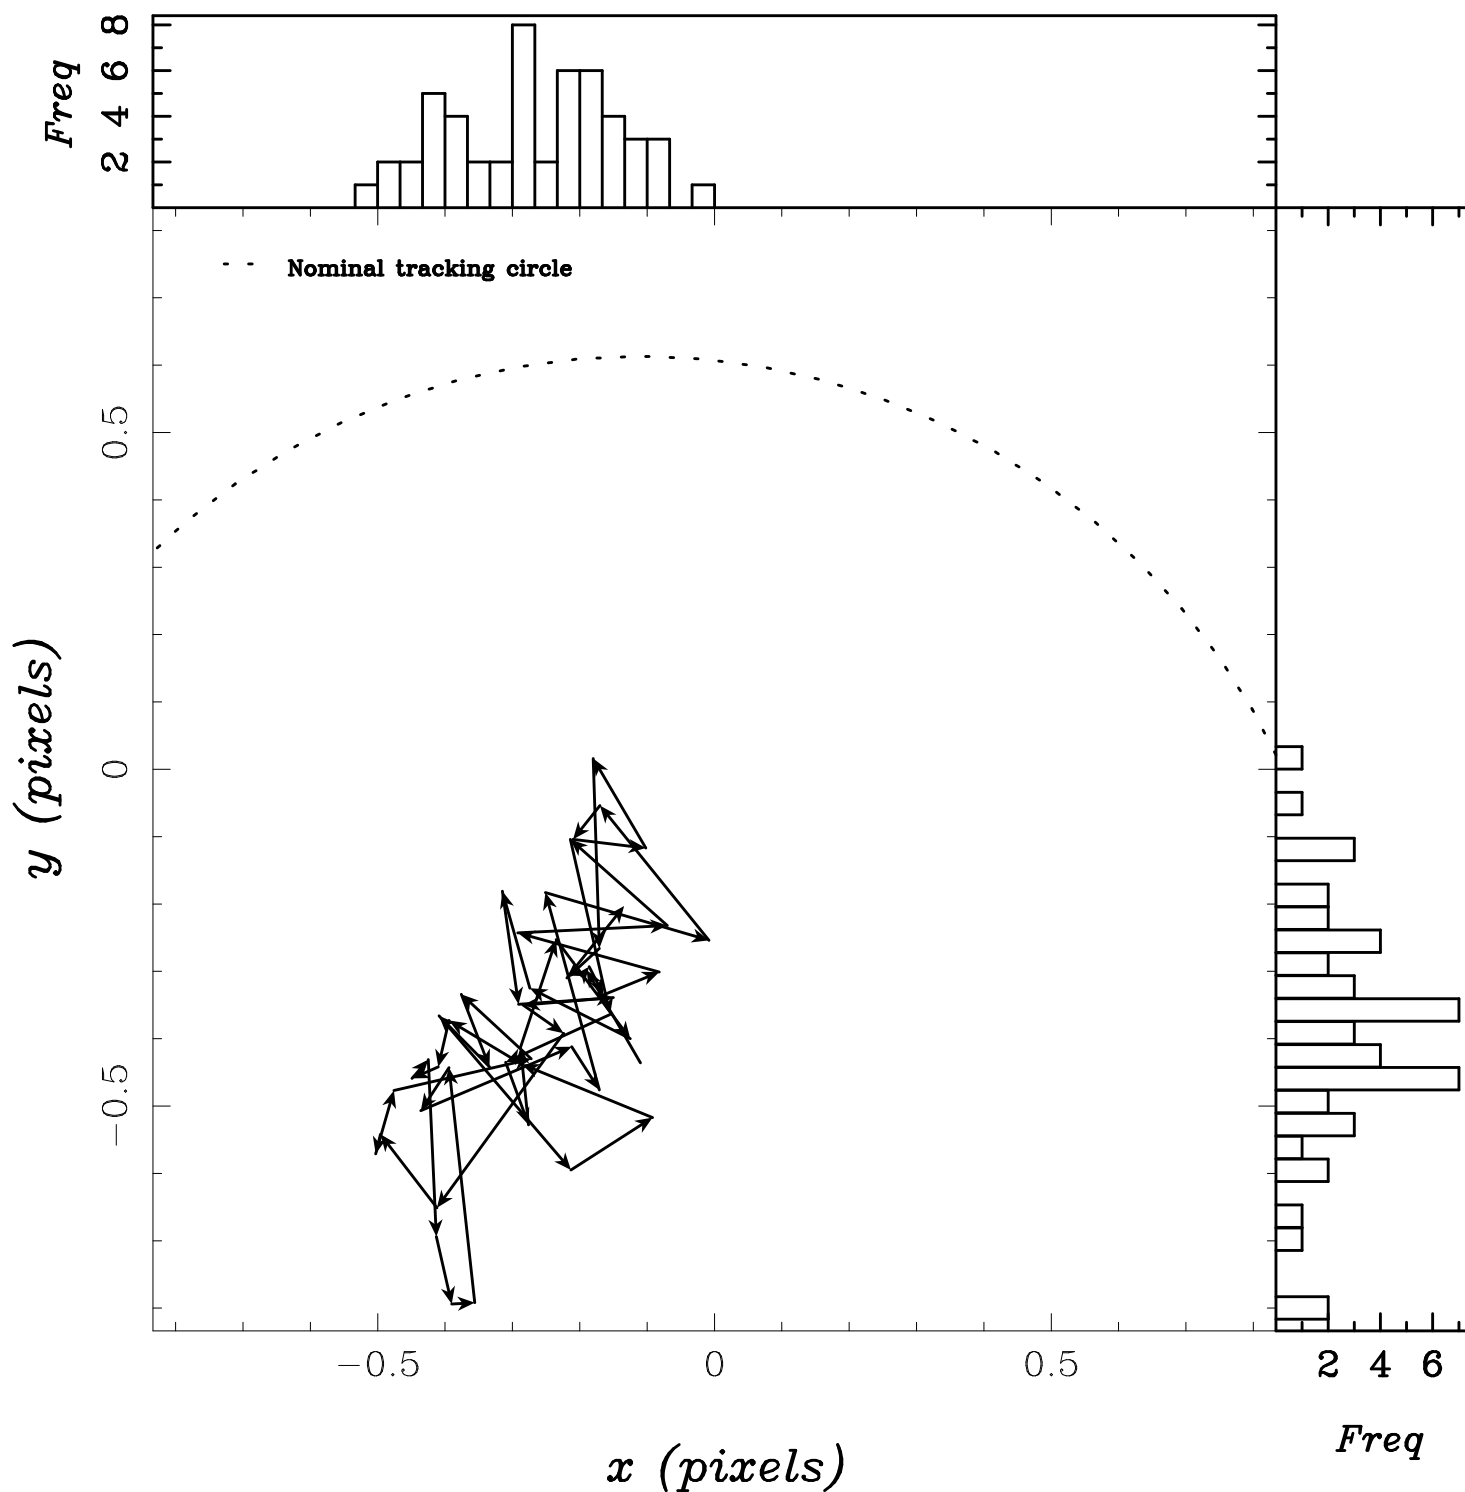 Freq
2 4 6 8
Nominal tracking circle
y (pixels)
0.5
0
−0.5
−0.5 0 0.5
x (pixels)
2 4 6
Freq